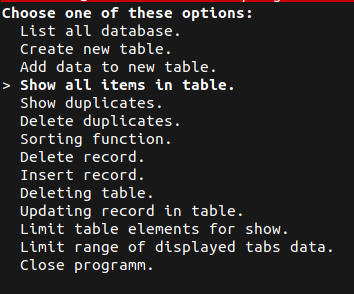 Choose one of these options:
List all database.
Create new table.
Add data to new table.
> Show all items in table.
Show duplicates.
Delete duplicates.
Sorting function.
Delete record.
Insert record.
Deleting table.
Updating record in table.
Limit table elements for show.
Limit range of displayed tabs data.
Close programm.